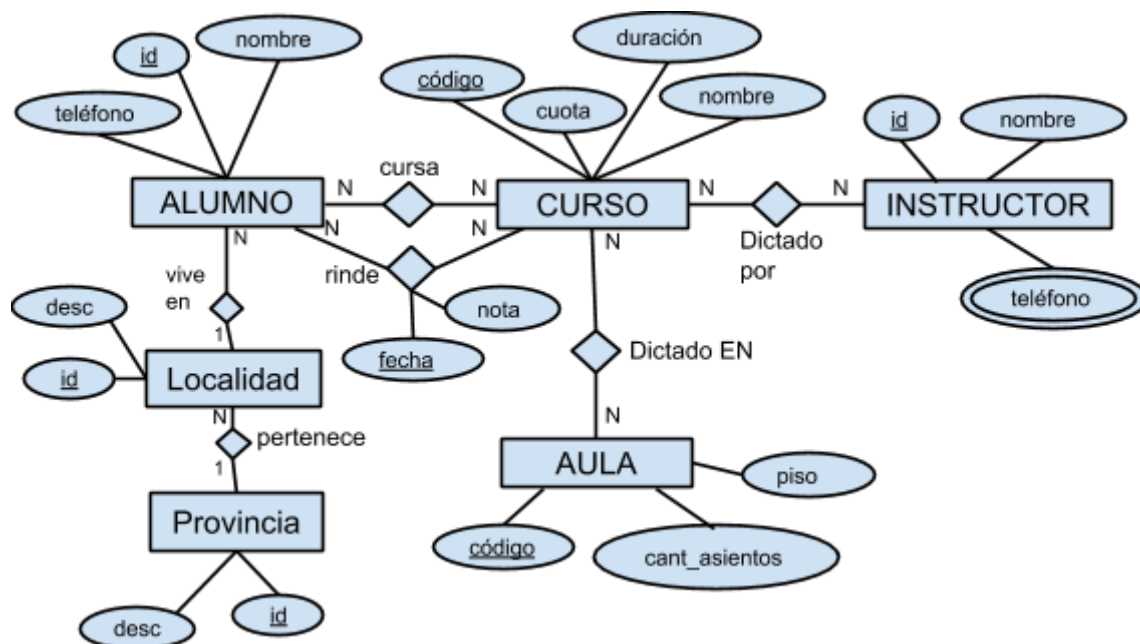 duración
nombre
id
código
nombre
teléfono
cuota
id
nombre
cursa
N
N
N
N
ALUMNO
CURSO
INSTRUCTOR
N
N
N
N
Dictado
por
vive
en
rinde
teléfono
desc
nota
1
fecha
Dictado EN
id
Localidad
N
pertenece
N
1
AULA
piso
Provincia
código
cant_asientos
id
desc